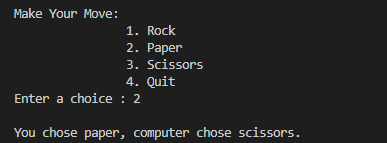 Make Your Move:
1. Rock
2. Paper
3. Scissors
4. Quit
Enter a choice : 2
You chose paper, computer chose scissors.